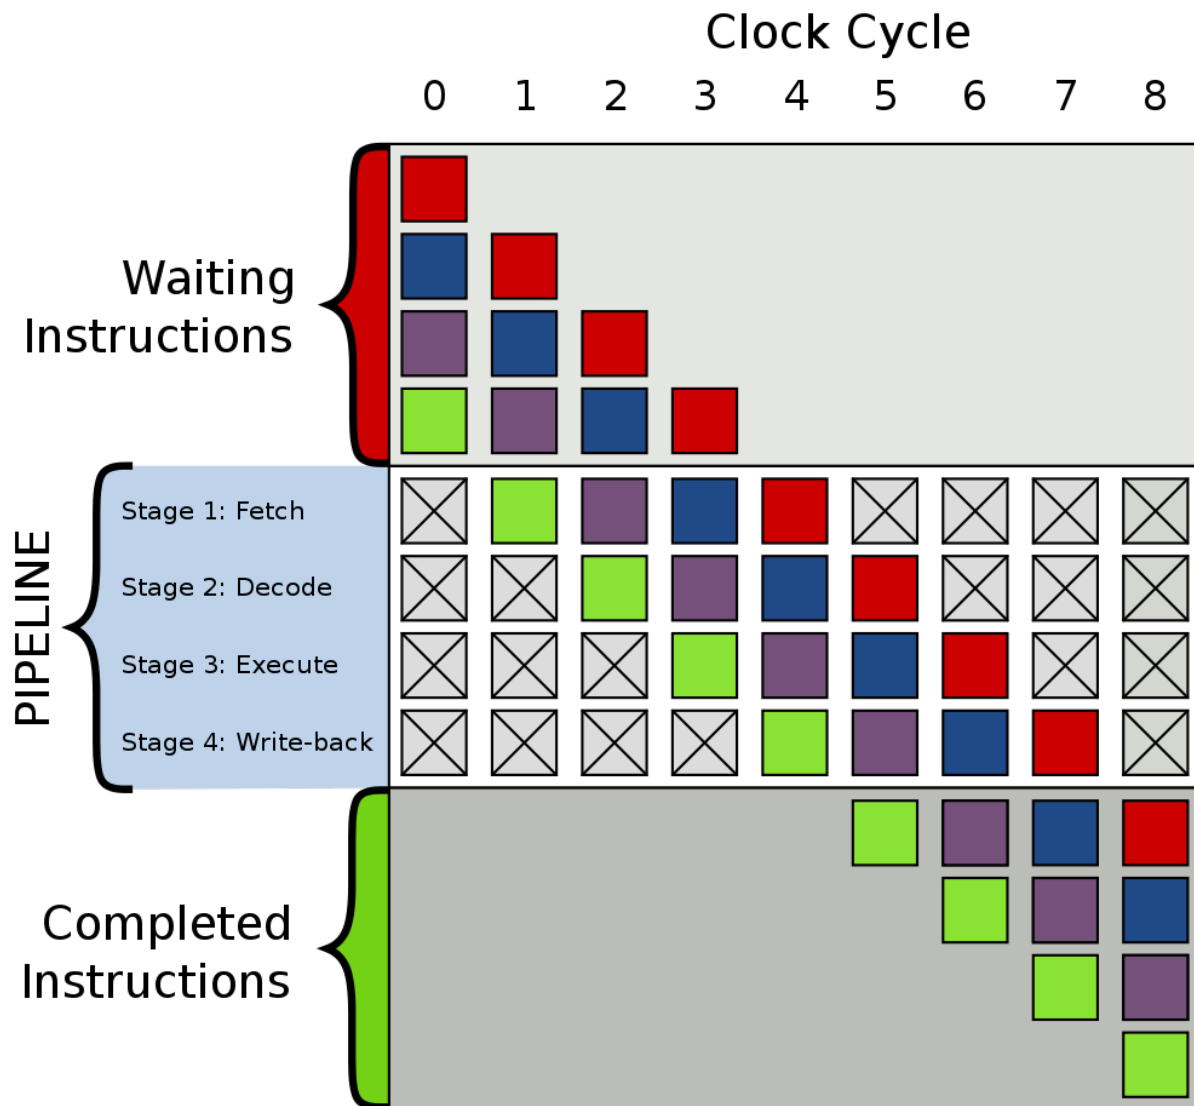 Clock Cycle
0 1 2 3 4 5 6 7 8
Waiting
Instructions
PIPELINE
Stage 1: Fetch
Stage 2: Decode
Stage 3: Execute
Stage 4: Write-back
Completed
Instructions